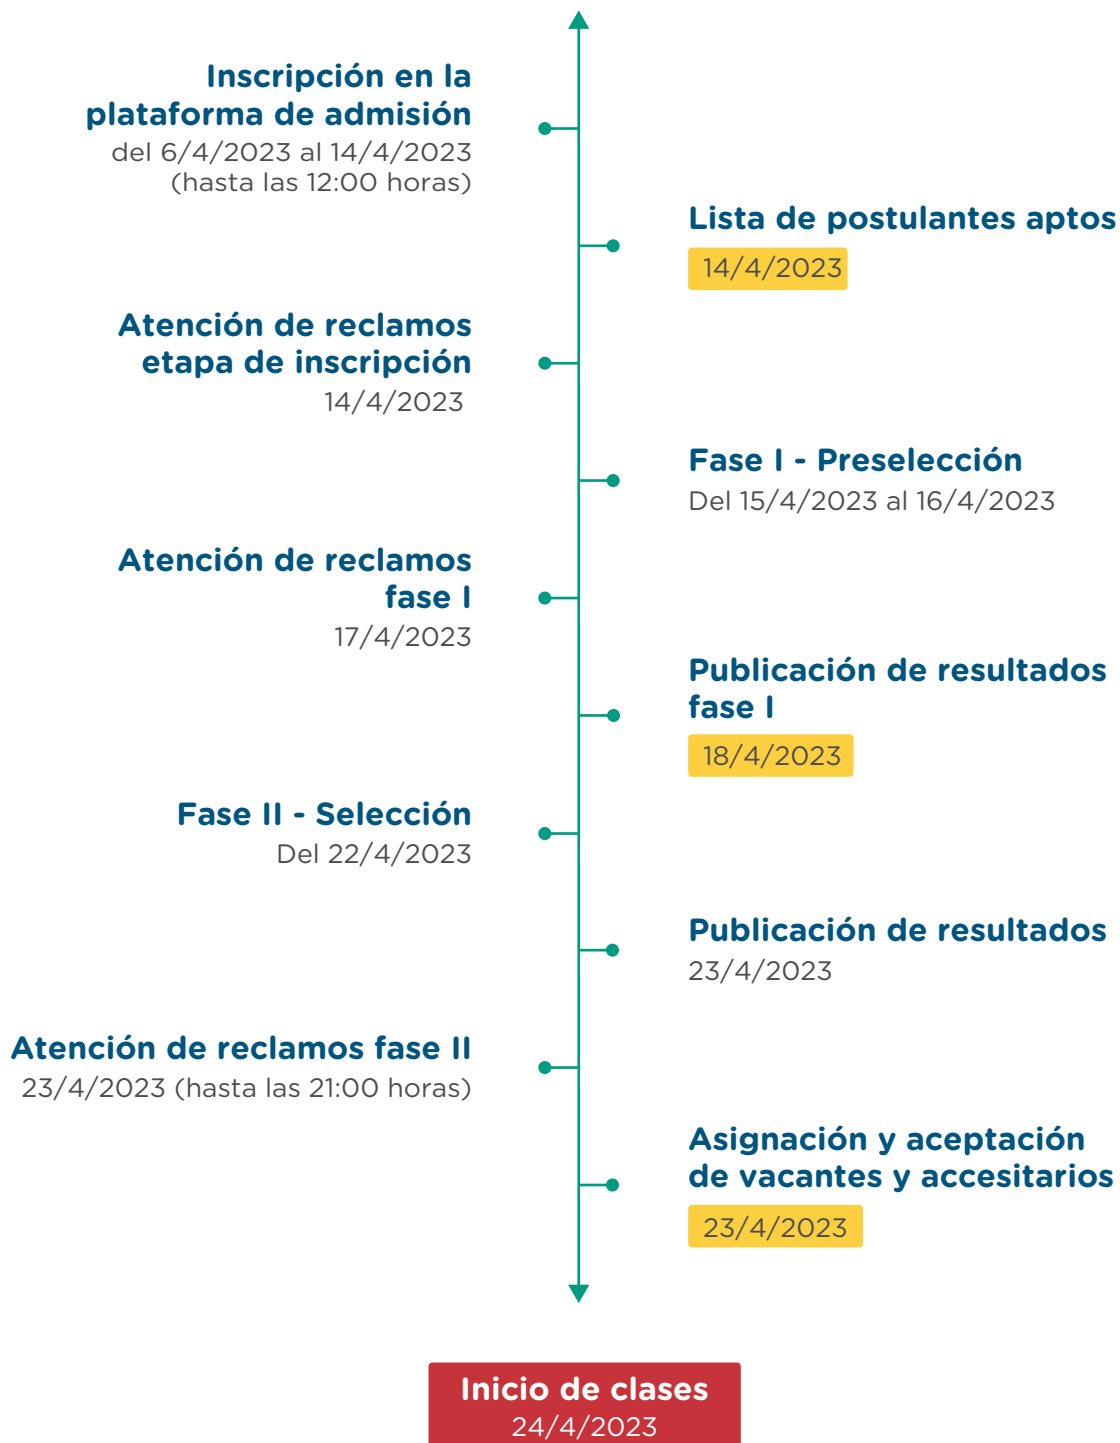 Inscripción en la
plataforma de admisión
del 6/4/2023 al 14/4/2023
(hasta las 12:00 horas)
Lista de postulantes aptos
14/4/2023
Atención de reclamos
etapa de inscripción
14/4/2023
Fase I - Preselección
Del 15/4/2023 al 16/4/2023
Atención de reclamos
fase I
17/4/2023
Publicación de resultados
fase I
18/4/2023
Fase II - Selección
Del 22/4/2023
Publicación de resultados
23/4/2023
Atención de reclamos fase II
23/4/2023 (hasta las 21:00 horas)
Asignación y aceptación
de vacantes y accesitarios
23/4/2023
Inicio de clases
24/4/2023